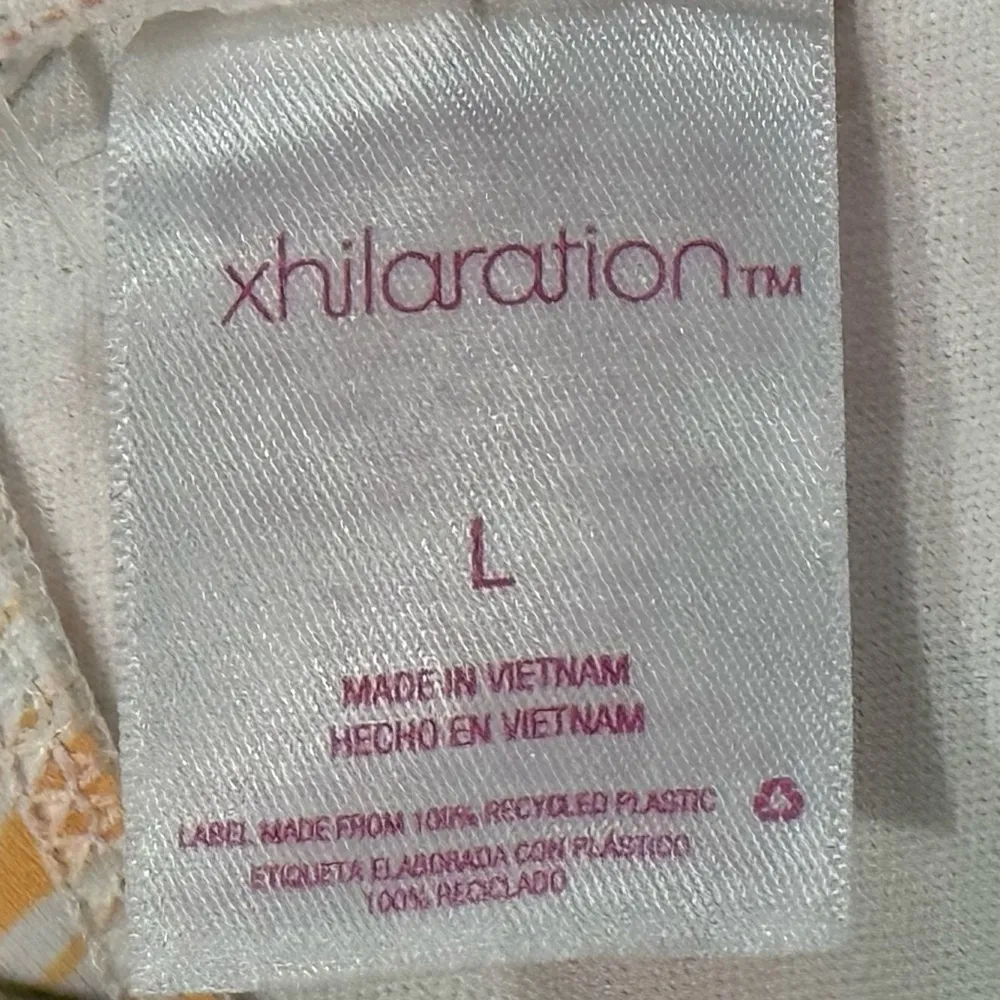 xhilaration™
L
MADE IN VIETNAM
HECHO EN VIETNAM
LABEL MADE FROM 100% RECYCLED PLASTIC
ETIQUETA ELABORADA CON PLÁSTICO
100% RECICLADO